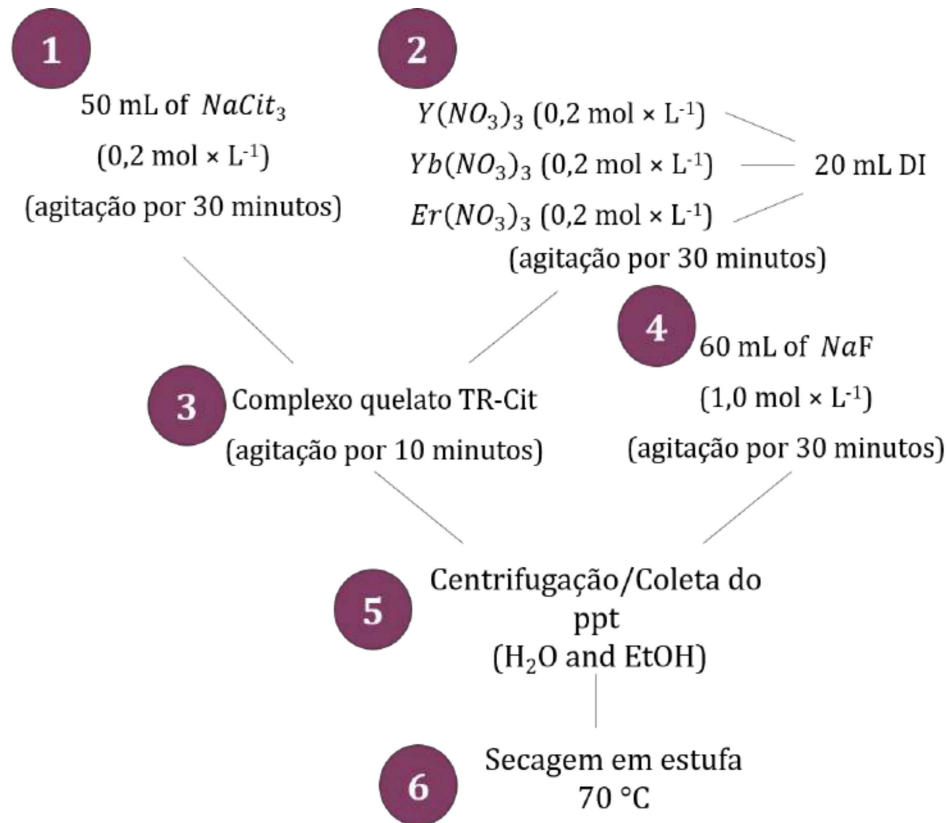 1
50 mL of NaCit₃
(0,2 mol × L⁻¹)
(agitação por 30 minutos)
2
Y(NO₃)₃ (0,2 mol × L⁻¹)
Yb(NO₃)₃ (0,2 mol × L⁻¹)
Er(NO₃)₃ (0,2 mol × L⁻¹)
20 mL DI
(agitação por 30 minutos)
3
Complexo quelato TR-Cit
(agitação por 10 minutos)
4
60 mL of NaF
(1,0 mol × L⁻¹)
(agitação por 30 minutos)
5
Centrifugação/Coleta do
ppt
(H₂O and EtOH)
6
Secagem em estufa
70 °C